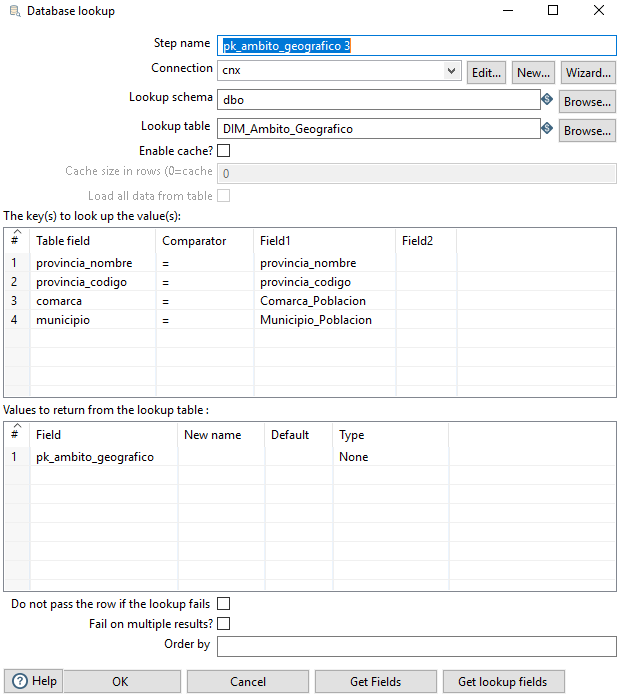 Database lookup
Step name pk_ambito_geografico 3
Connection cnx Edit... New... Wizard...
Lookup schema dbo Browse...
Lookup table DIM_Ambito_Geografico Browse...
Enable cache?
Cache size in rows (0=cache 0
Load all data from table
The key(s) to look up the value(s):
# Table field Comparator Field1 Field2
1 provincia_nombre = provincia_nombre
2 provincia_codigo = provincia_codigo
3 comarca = Comarca_Poblacion
4 municipio = Municipio_Poblacion
Values to return from the lookup table :
# Field New name Default Type
1 pk_ambito_geografico None
Do not pass the row if the lookup fails
Fail on multiple results?
Order by
? Help OK Cancel Get Fields Get lookup fields